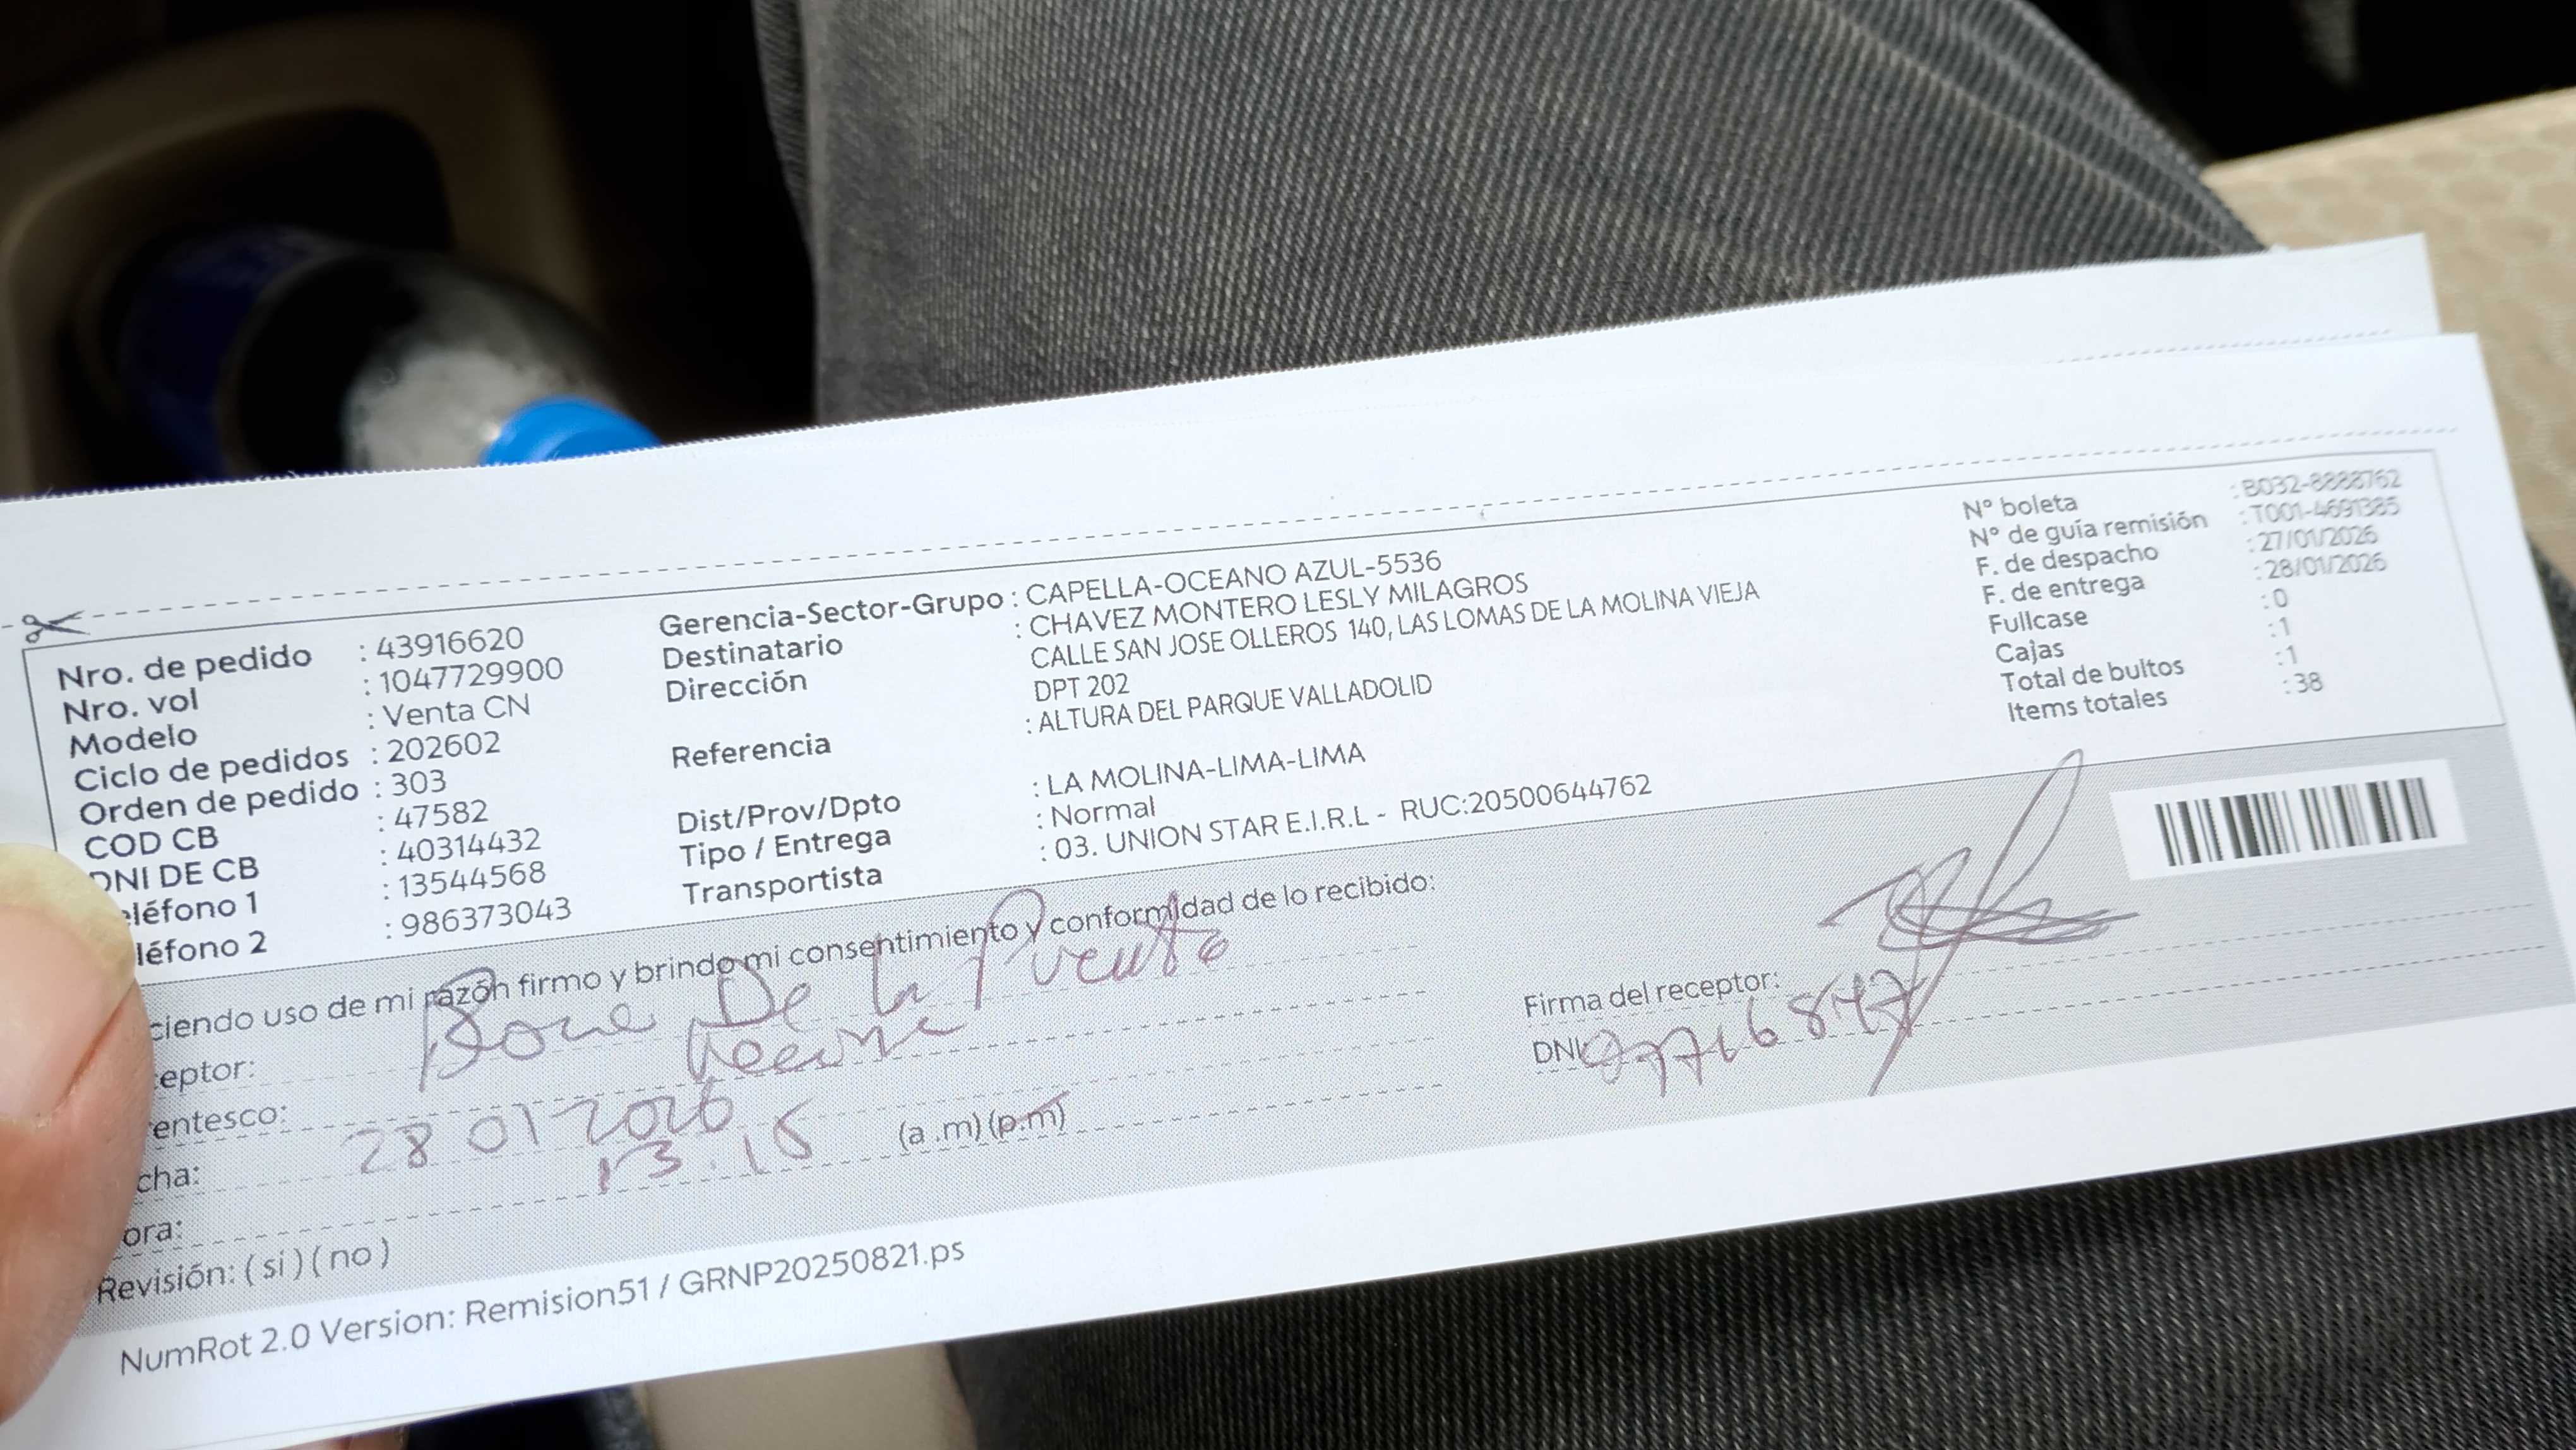 Nro. de pedido : 43916620
Nro. vol : 1047729900
Modelo : Venta CN
Ciclo de pedidos : 202602
Orden de pedido : 303
COD CB : 47582
DNI DE CB : 40314432
eléfono 1 : 13544568
léfono 2 : 986373043
Gerencia-Sector-Grupo : CAPELLA-OCEANO AZUL-5536
Destinatario : CHAVEZ MONTERO LESLY MILAGROS
Dirección CALLE SAN JOSE OLLEROS 140, LAS LOMAS DE LA MOLINA VIEJA
DPT 202
Referencia : ALTURA DEL PARQUE VALLADOLID
Dist/Prov/Dpto : LA MOLINA-LIMA-LIMA
Tipo / Entrega : Normal
Transportista : 03. UNION STAR E.I.R.L - RUC:20500644762
N° boleta : B032-8888762
N° de guía remisión : T001-4691385
F. de despacho : 27/01/2026
F. de entrega : 28/01/2026
Fullcase : 0
Cajas : 1
Total de bultos : 1
Items totales : 38
ciendo uso de mi razón firmo y brindo mi consentimiento y conformidad de lo recibido:
eptor: De la Puente
entesco:
cha: 28 01 2026
ora: 13.15 (a .m) (p.m)
Revisión: ( si ) ( no )
Firma del receptor:
DNI
NumRot 2.0 Version: Remision51 / GRNP20250821.ps